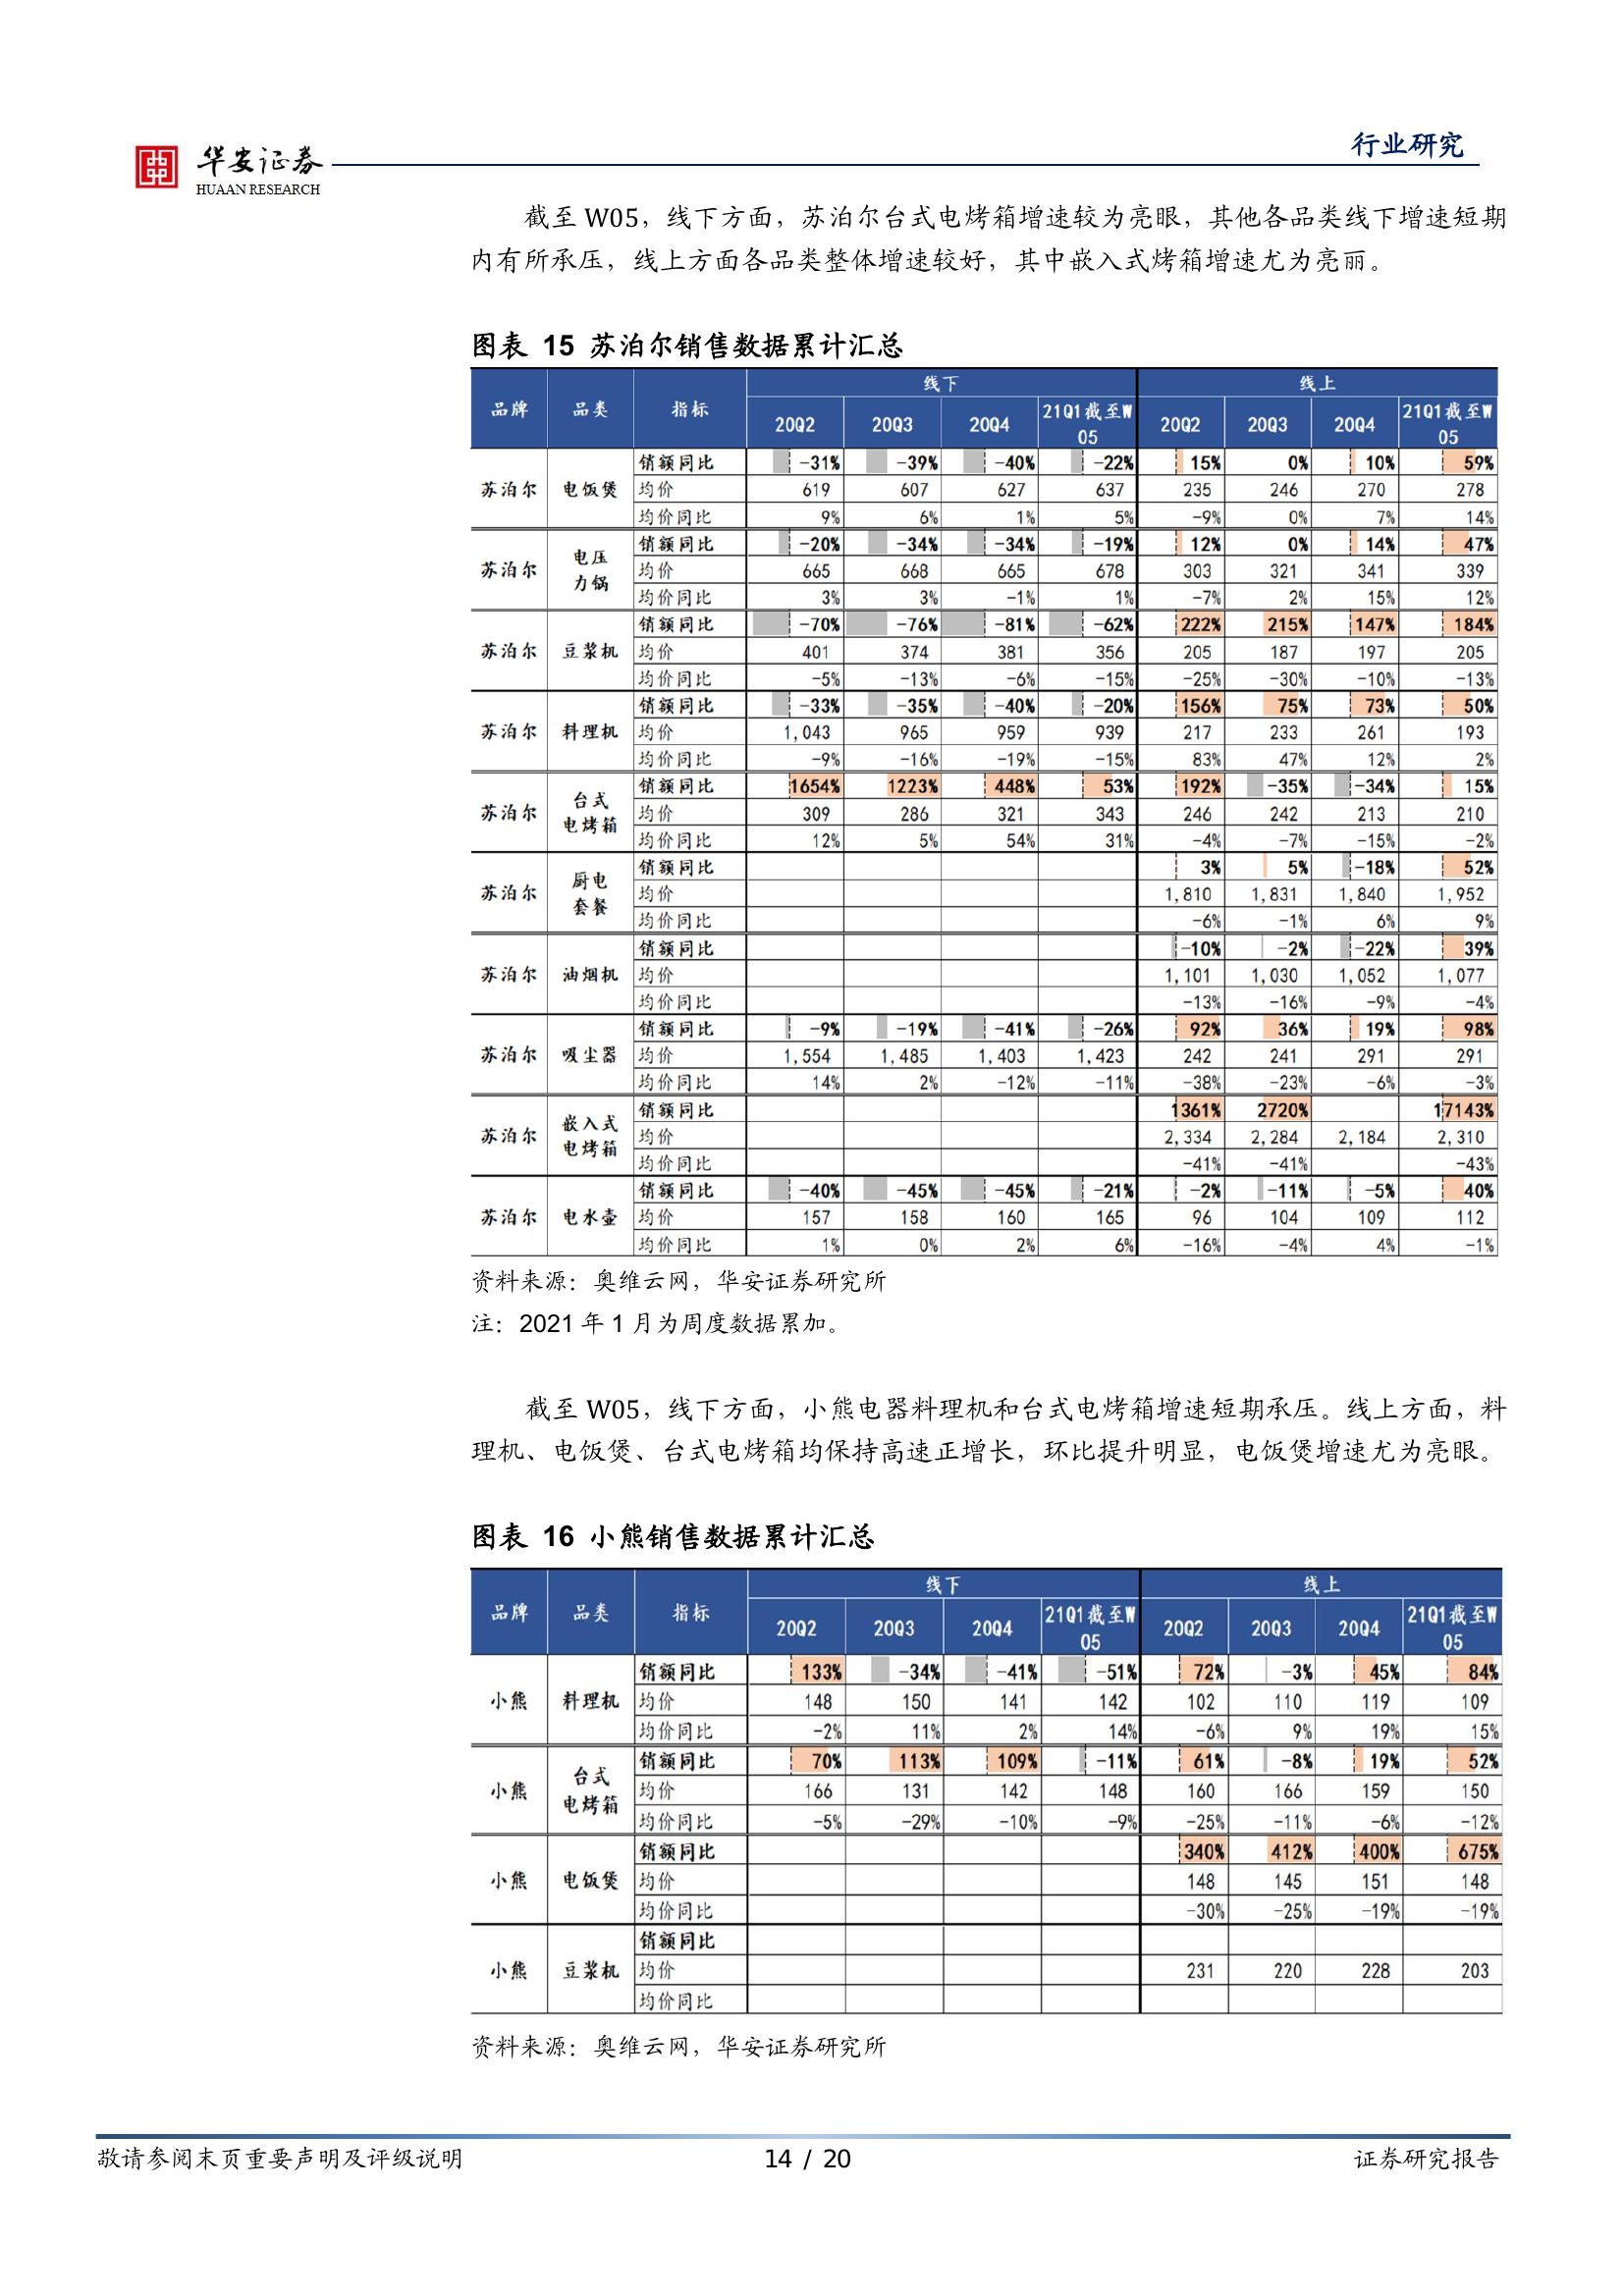 行业研究
华安证券
HUAAN RESEARCH
截至 W05，线下方面，苏泊尔台式电烤箱增速较为亮眼，其他各品类线下增速短期
内有所承压，线上方面各品类整体增速较好，其中嵌入式烤箱增速尤为亮丽。
图表 15 苏泊尔销售数据累计汇总
品牌 品类 指标 线下 线上
20Q2 20Q3 20Q4 21Q1截至W05 20Q2 20Q3 20Q4 21Q1截至W05
苏泊尔 电饭煲 销额同比 -31% -39% -40% -22% 15% 0% 10% 59%
均价 619 607 627 637 235 246 270 278
均价同比 9% 6% 1% 5% -9% 0% 7% 14%
苏泊尔 电压力锅 销额同比 -20% -34% -34% -19% 12% 0% 14% 47%
均价 665 668 665 678 303 321 341 339
均价同比 3% 3% -1% 1% -7% 2% 15% 12%
苏泊尔 豆浆机 销额同比 -70% -76% -81% -62% 222% 215% 147% 184%
均价 401 374 381 356 205 187 197 205
均价同比 -5% -13% -6% -15% -25% -30% -10% -13%
苏泊尔 料理机 销额同比 -33% -35% -40% -20% 156% 75% 73% 50%
均价 1,043 965 959 939 217 233 261 193
均价同比 -9% -16% -19% -15% 83% 47% 12% 2%
苏泊尔 台式电烤箱 销额同比 1654% 1223% 448% 53% 192% -35% -34% 15%
均价 309 286 321 343 246 242 213 210
均价同比 12% 5% 54% 31% -4% -7% -15% -2%
苏泊尔 厨电套餐 销额同比 3% 5% -18% 52%
均价 1,810 1,831 1,840 1,952
均价同比 -6% -1% 6% 9%
苏泊尔 油烟机 销额同比 -10% -2% -22% 39%
均价 1,101 1,030 1,052 1,077
均价同比 -13% -16% -9% -4%
苏泊尔 吸尘器 销额同比 -9% -19% -41% -26% 92% 36% 19% 98%
均价 1,554 1,485 1,403 1,423 242 241 291 291
均价同比 14% 2% -12% -11% -38% -23% -6% -3%
苏泊尔 嵌入式电烤箱 销额同比 1361% 2720% 17143%
均价 2,334 2,284 2,184 2,310
均价同比 -41% -41% -43%
苏泊尔 电水壶 销额同比 -40% -45% -45% -21% -2% -11% -5% 40%
均价 157 158 160 165 96 104 109 112
均价同比 1% 0% 2% 6% -16% -4% 4% -1%
资料来源：奥维云网，华安证券研究所
注：2021 年 1 月为周度数据累加。
截至 W05，线下方面，小熊电器料理机和台式电烤箱增速短期承压。线上方面，料
理机、电饭煲、台式电烤箱均保持高速正增长，环比提升明显，电饭煲增速尤为亮眼。
图表 16 小熊销售数据累计汇总
品牌 品类 指标 线下 线上
20Q2 20Q3 20Q4 21Q1截至W05 20Q2 20Q3 20Q4 21Q1截至W05
小熊 料理机 销额同比 133% -34% -41% -51% 72% -3% 45% 84%
均价 148 150 141 142 102 110 119 109
均价同比 -2% 11% 2% 14% -6% 9% 19% 15%
小熊 台式电烤箱 销额同比 70% 113% 109% -11% 61% -8% 19% 52%
均价 166 131 142 148 160 166 159 150
均价同比 -5% -29% -10% -9% -25% -11% -6% -12%
小熊 电饭煲 销额同比 340% 412% 400% 675%
均价 148 145 151 148
均价同比 -30% -25% -19% -19%
小熊 豆浆机 销额同比
均价 231 220 228 203
均价同比
资料来源：奥维云网，华安证券研究所
敬请参阅末页重要声明及评级说明 14 / 20 证券研究报告